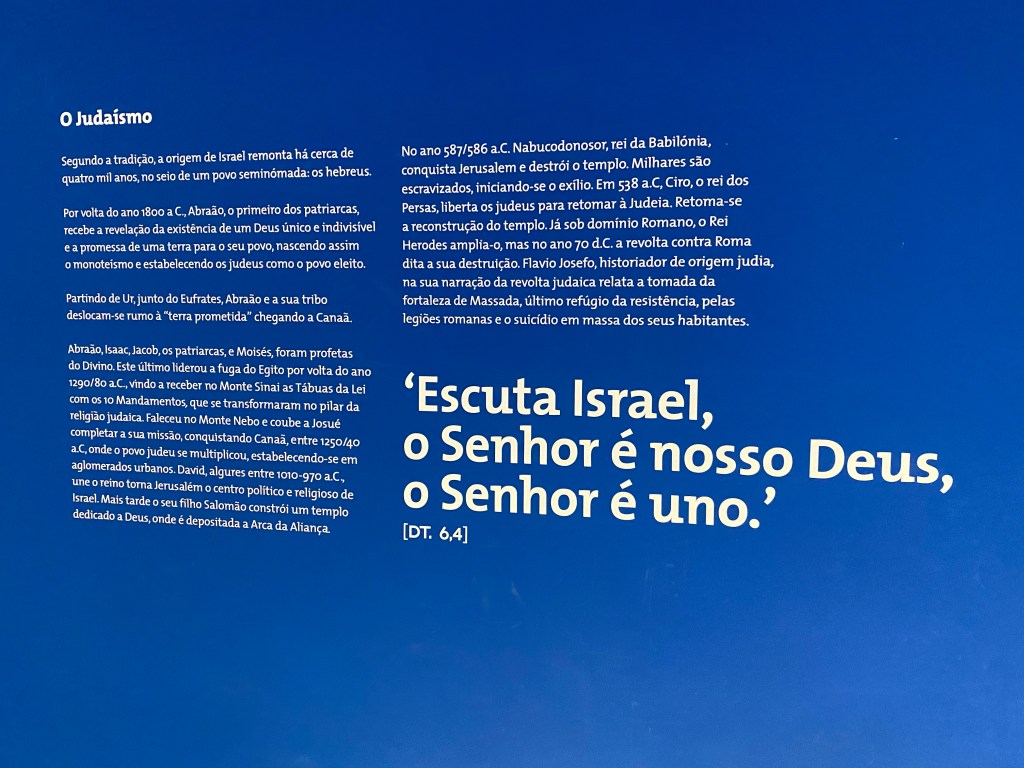 O Judaísmo
Segundo a tradição, a origem de Israel remonta há cerca de
quatro mil anos, no seio de um povo seminómada: os hebreus.
Por volta do ano 1800 a C., Abraão, o primeiro dos patriarcas,
recebe a revelação da existência de um Deus único e indivisível
e a promessa de uma terra para o seu povo, nascendo assim
o monoteísmo e estabelecendo os judeus como o povo eleito.
Partindo de Ur, junto do Eufrates, Abraão e a sua tribo
deslocam-se rumo à “terra prometida” chegando a Canaã.
Abraão, Isaac, Jacob, os patriarcas, e Moisés, foram profetas
do Divino. Este último liderou a fuga do Egito por volta do ano
1290/80 a.C., vindo a receber no Monte Sinai as Tábuas da Lei
com os 10 Mandamentos, que se transformaram no pilar da
religião judaica. Faleceu no Monte Nebo e coube a Josué
completar a sua missão, conquistando Canaã, entre 1250/40
a.C, onde o povo judeu se multiplicou, estabelecendo-se em
aglomerados urbanos. David, algures entre 1010-970 a.C.,
une o reino torna Jerusalém o centro político e religioso de
Israel. Mais tarde o seu filho Salomão constrói um templo
dedicado a Deus, onde é depositada a Arca da Aliança.
No ano 587/586 a.C. Nabucodonosor, rei da Babilónia,
conquista Jerusalem e destrói o templo. Milhares são
escravizados, iniciando-se o exílio. Em 538 a.C, Ciro, o rei dos
Persas, liberta os judeus para retomar à Judeia. Retoma-se
a reconstrução do templo. Já sob domínio Romano, o Rei
Herodes amplia-o, mas no ano 70 d.C. a revolta contra Roma
dita a sua destruição. Flavio Josefo, historiador de origem judia,
na sua narração da revolta judaica relata a tomada da
fortaleza de Massada, último refúgio da resistência, pelas
legiões romanas e o suicídio em massa dos seus habitantes.
‘Escuta Israel,
o Senhor é nosso Deus,
o Senhor é uno.’
[DT. 6,4]